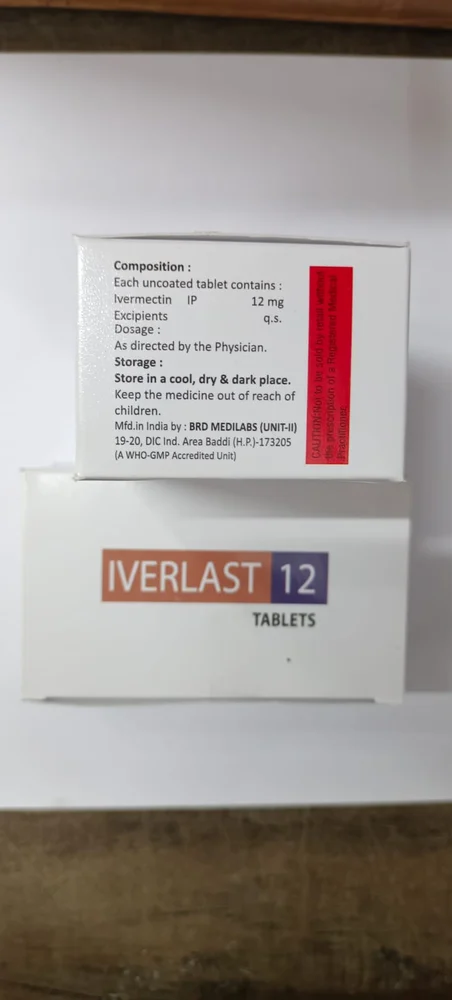 Composition :
Each uncoated tablet contains :
Ivermectin IP 12 mg
Excipients q.s.
Dosage :
As directed by the Physician.
Storage :
Store in a cool, dry & dark place.
Keep the medicine out of reach of
children.
Mfd.in India by : BRD MEDILABS (UNIT-II)
19-20, DIC Ind. Area Baddi (H.P.)-173205
(A WHO-GMP Accredited Unit)
CAUTION:Not to be sold by retail without
the prescription of a Registered Medical
Practitioner.
IVERLAST 12
TABLETS